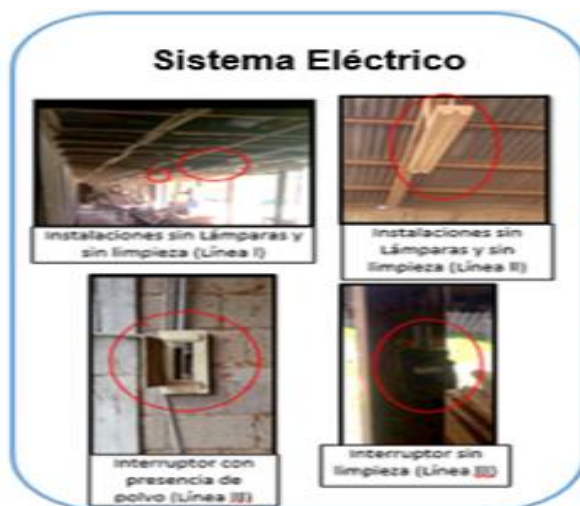 Sistema Eléctrico
Instalaciones sin Lámparas y
sin limpieza (Línea I)
Instalaciones sin
Lámparas y sin
limpieza (Línea II)
Interruptor con
presencia de
polvo (Línea III)
Interruptor sin
limpieza (Línea III)